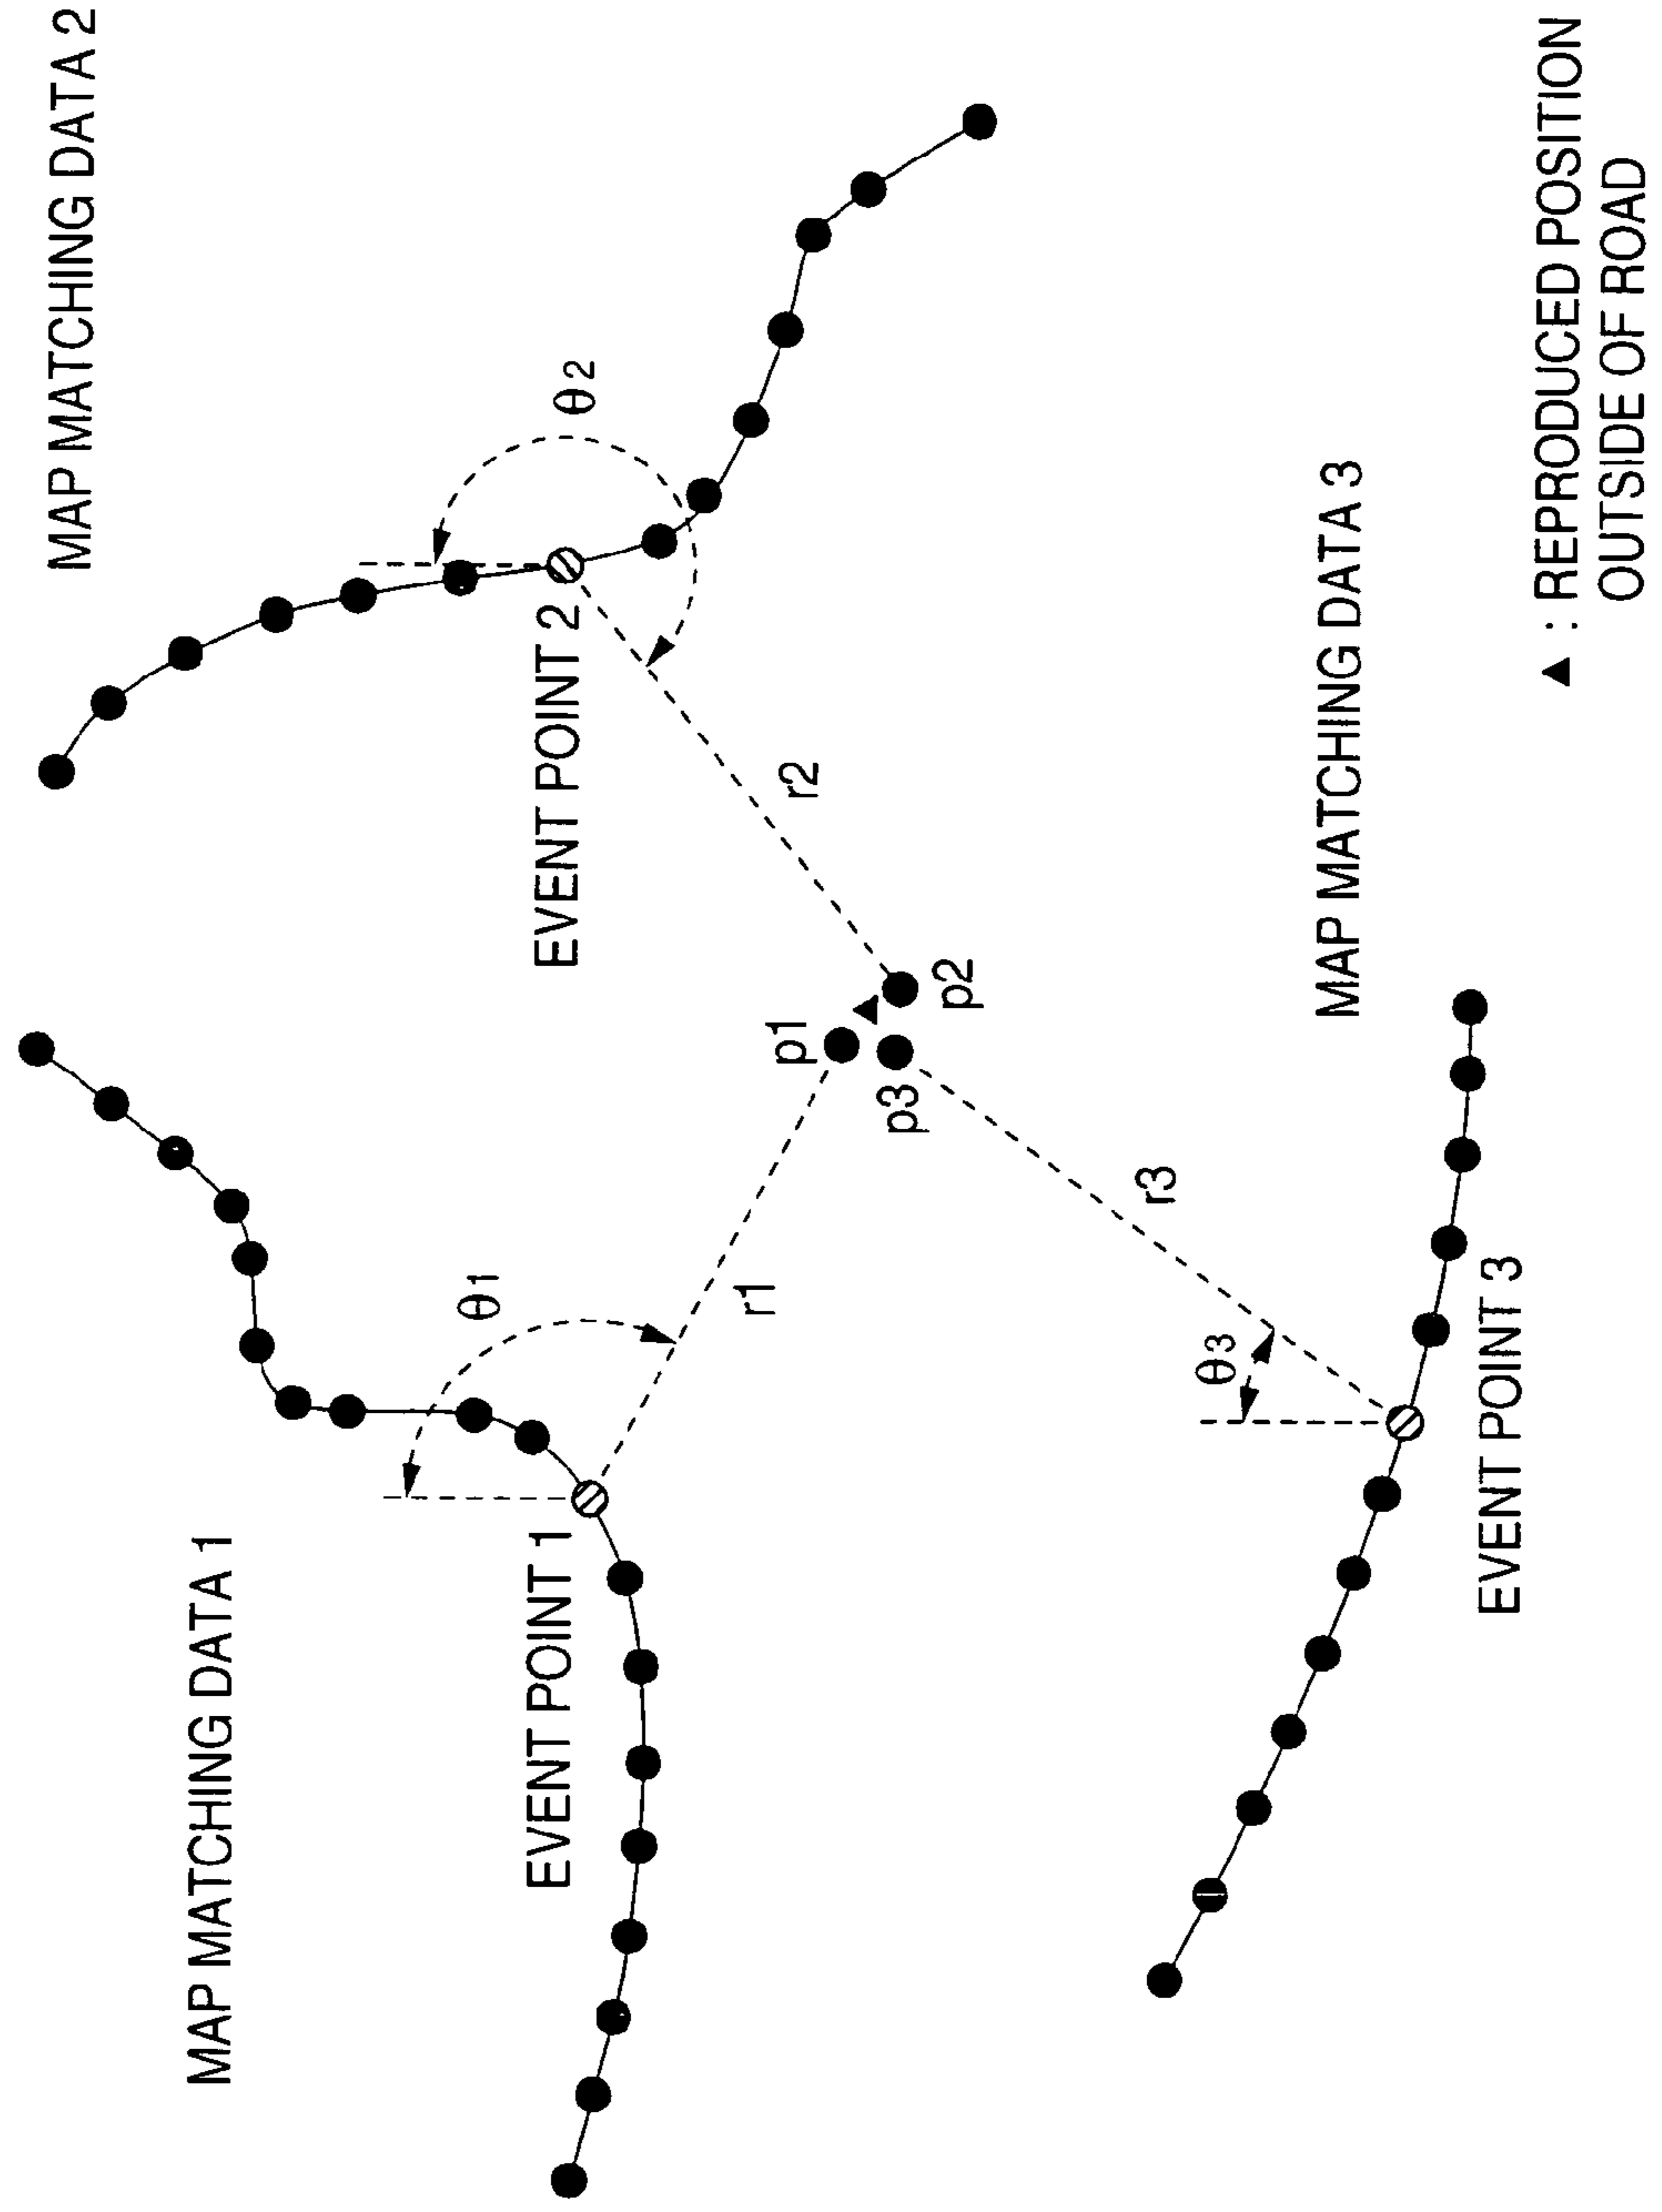 MAP MATCHING DATA 2
MAP MATCHING DATA 1
θ2
θ1
EVENT POINT 2
EVENT POINT 1
r2
r1
p1
p2
p3
r3
θ3
MAP MATCHING DATA 3
EVENT POINT 3
▲ : REPRODUCED POSITION
OUTSIDE OF ROAD